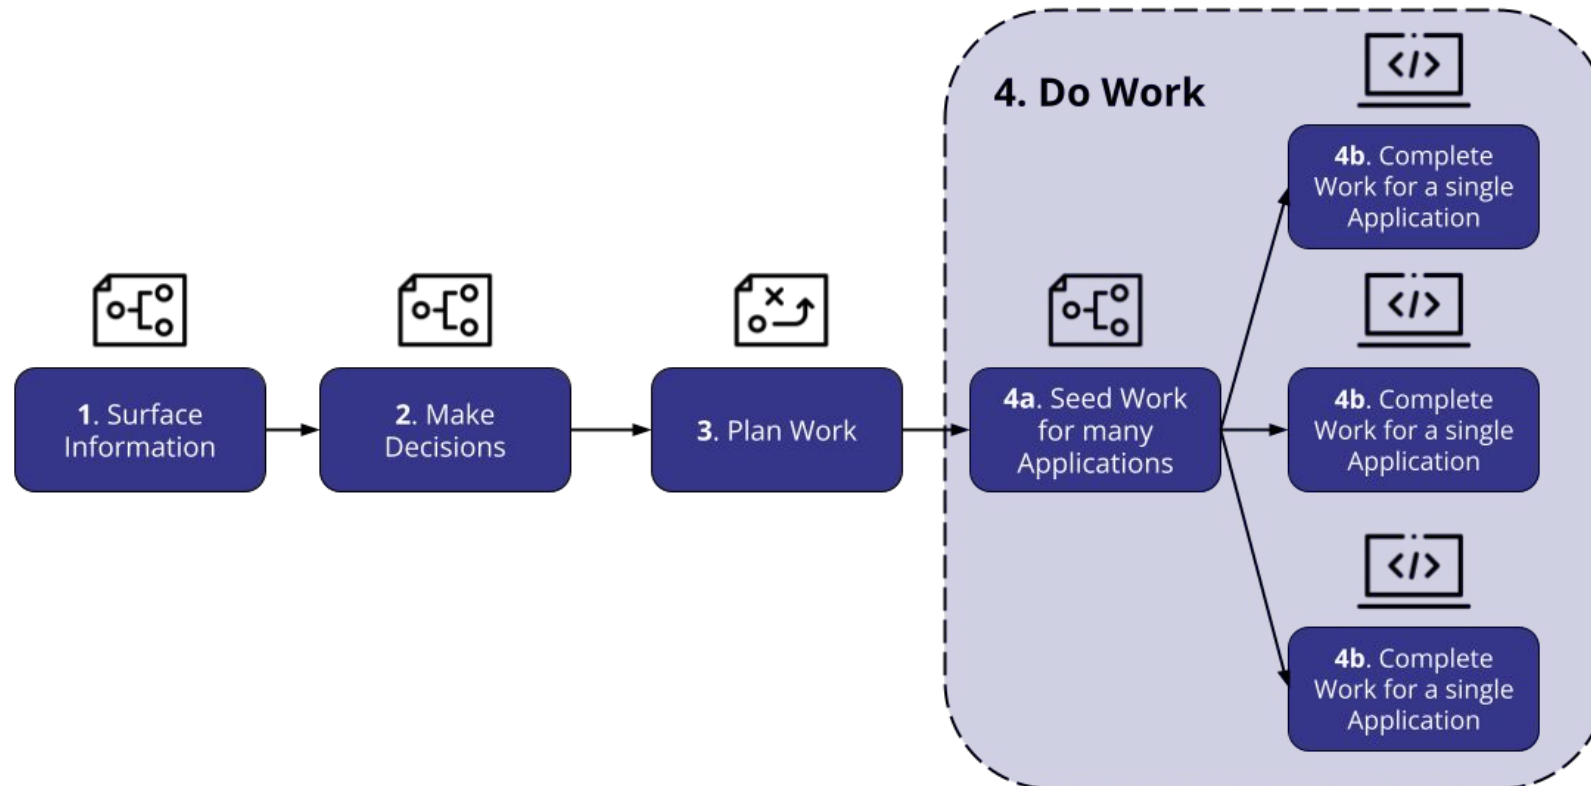 4. Do Work
</>
4b. Complete
Work for a single
Application
1. Surface
Information
2. Make
Decisions
3. Plan Work
4a. Seed Work
for many
Applications
</>
4b. Complete
Work for a single
Application
</>
4b. Complete
Work for a single
Application